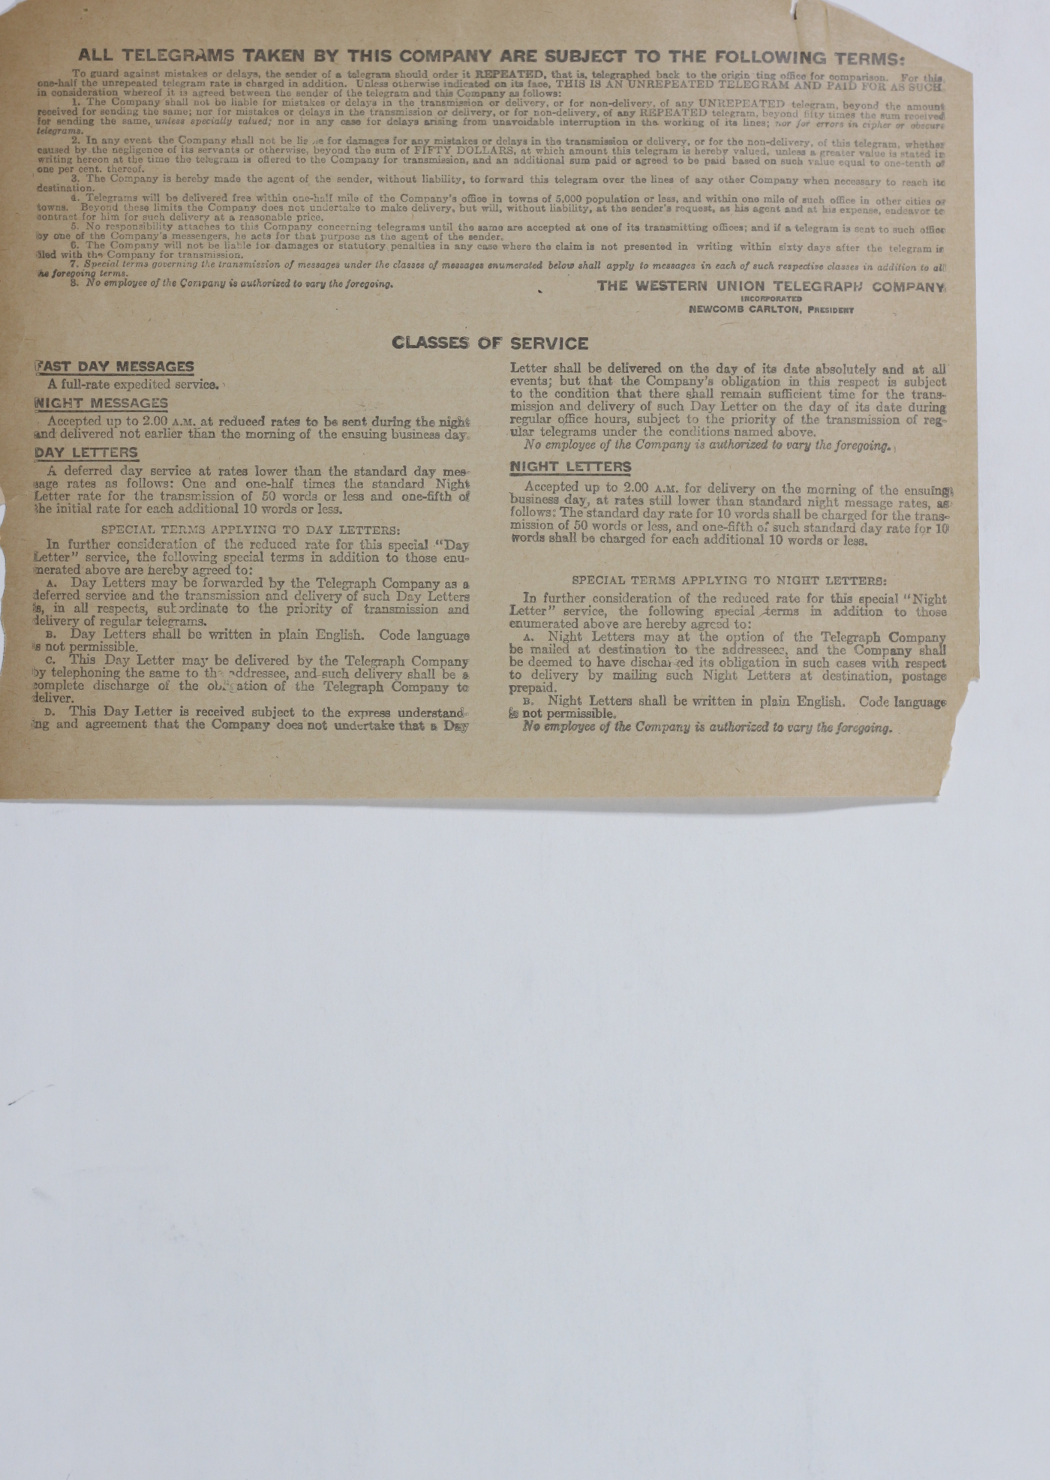 ALL TELEGRAMS TAKEN BY THIS COMPANY ARE SUBJECT TO THE FOLLOWING TERMS:
To guard against mistakes or delays, the sender of a telegram should order it REPEATED, that is, telegraphed back to the origin ting office for comparison. For this,
one-half the unrepeated telegram rate is charged in addition. Unless otherwise indicated on its face, THIS IS AN UNREPEATED TELEGRAM AND PAID FOR AS SUCH,
in consideration whereof it is agreed between the sender of the telegram and this Company as follows:
1. The Company shall not be liable for mistakes or delays in the transmission or delivery, or for non-delivery, of any UNREPEATED telegram, beyond the amount
received for sending the same; nor for mistakes or delays in the transmission or delivery, or for non-delivery, of any REPEATED telegram, beyond fifty times the sum received
for sending the same, unless specially valued; nor in any case for delays arising from unavoidable interruption in the working of its lines; nor for errors in cipher or obscure
telegrams.
2. In any event the Company shall not be li le for damages for any mistakes or delays in the transmission or delivery, or for the non-delivery, of this telegram, whether
caused by the negligence of its servants or otherwise, beyond the sum of FIFTY DOLLARS, at which amount this telegram is hereby valued, unless a greater value is stated in
writing hereon at the time the telegram is offered to the Company for transmission, and an additional sum paid or agreed to be paid based on such value equal to one-tenth of
one per cent. thereof.
3. The Company is hereby made the agent of the sender, without liability, to forward this telegram over the lines of any other Company when necessary to reach its
destination.
4. Telegrams will be delivered free within one-half mile of the Company's office in towns of 5,000 population or less, and within one mile of such office in other cities or
towns. Beyond these limits the Company does not undertake to make delivery, but will, without liability, at the sender's request, as his agent and at his expense, endeavor to
contract for him for such delivery at a reasonable price.
5. No responsibility attaches to this Company concerning telegrams until the same are accepted at one of its transmitting offices; and if a telegram is sent to such office
by one of the Company's messengers, he acts for that purpose as the agent of the sender.
6. The Company will not be liable for damages or statutory penalties in any case where the claim is not presented in writing within sixty days after the telegram is
filed with the Company for transmission.
7. Special terms governing the transmission of messages under the classes of messages enumerated below shall apply to messages in each of such respective classes in addition to all
he foregoing terms.
8. No employee of the Company is authorized to vary the foregoing.
THE WESTERN UNION TELEGRAPH COMPANY
INCORPORATED
NEWCOMB CARLTON, PRESIDENT
CLASSES OF SERVICE
FAST DAY MESSAGES
A full-rate expedited service.
NIGHT MESSAGES
Accepted up to 2.00 A.M. at reduced rates to be sent during the night
and delivered not earlier than the morning of the ensuing business day.
DAY LETTERS
A deferred day service at rates lower than the standard day mes-
sage rates as follows: One and one-half times the standard Night
Letter rate for the transmission of 50 words or less and one-fifth of
the initial rate for each additional 10 words or less.
SPECIAL TERMS APPLYING TO DAY LETTERS:
In further consideration of the reduced rate for this special "Day
Letter" service, the following special terms in addition to those enu-
merated above are hereby agreed to:
A. Day Letters may be forwarded by the Telegraph Company as a
deferred service and the transmission and delivery of such Day Letters
is, in all respects, subordinate to the priority of transmission and
delivery of regular telegrams.
B. Day Letters shall be written in plain English. Code language
is not permissible.
C. This Day Letter may be delivered by the Telegraph Company
by telephoning the same to the addressee, and such delivery shall be a
complete discharge of the obligation of the Telegraph Company to
deliver.
D. This Day Letter is received subject to the express understand-
ing and agreement that the Company does not undertake that a Day
Letter shall be delivered on the day of its date absolutely and at all
events; but that the Company's obligation in this respect is subject
to the condition that there shall remain sufficient time for the trans-
mission and delivery of such Day Letter on the day of its date during
regular office hours, subject to the priority of the transmission of reg-
ular telegrams under the conditions named above.
No employee of the Company is authorized to vary the foregoing.
NIGHT LETTERS
Accepted up to 2.00 A.M. for delivery on the morning of the ensuing
business day, at rates still lower than standard night message rates, as
follows: The standard day rate for 10 words shall be charged for the trans-
mission of 50 words or less, and one-fifth of such standard day rate for 10
words shall be charged for each additional 10 words or less.
SPECIAL TERMS APPLYING TO NIGHT LETTERS:
In further consideration of the reduced rate for this special "Night
Letter" service, the following special terms in addition to those
enumerated above are hereby agreed to:
A. Night Letters may at the option of the Telegraph Company
be mailed at destination to the addressees, and the Company shall
be deemed to have discharged its obligation in such cases with respect
to delivery by mailing such Night Letters at destination, postage
prepaid.
B. Night Letters shall be written in plain English. Code language
is not permissible.
No employee of the Company is authorized to vary the foregoing.